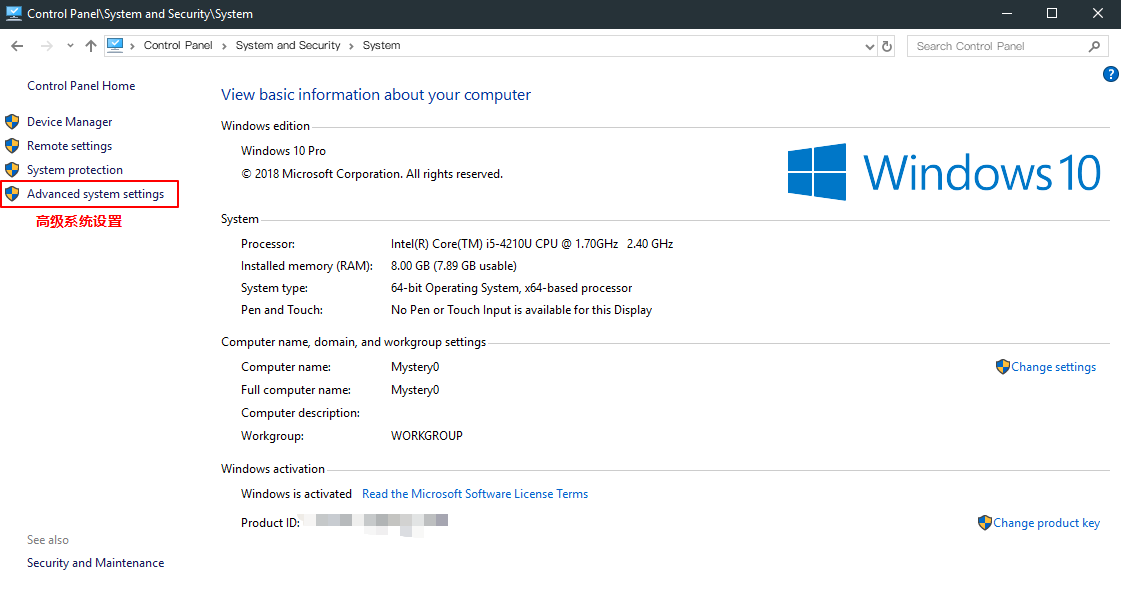 Control Panel\System and Security\System
Control Panel > System and Security > System
Search Control Panel
?
Control Panel Home
Device Manager
Remote settings
System protection
Advanced system settings
高级系统设置
See also
Security and Maintenance
View basic information about your computer
Windows edition
Windows 10 Pro
© 2018 Microsoft Corporation. All rights reserved.
Windows 10
System
Processor: Intel(R) Core(TM) i5-4210U CPU @ 1.70GHz 2.40 GHz
Installed memory (RAM): 8.00 GB (7.89 GB usable)
System type: 64-bit Operating System, x64-based processor
Pen and Touch: No Pen or Touch Input is available for this Display
Computer name, domain, and workgroup settings
Computer name: Mystery0
Change settings
Full computer name: Mystery0
Computer description:
Workgroup: WORKGROUP
Windows activation
Windows is activated Read the Microsoft Software License Terms
Product ID:
Change product key